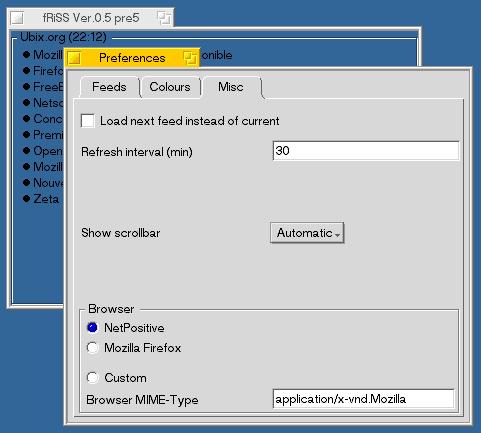 fRiSS Ver.0.5 pre5
Ubix.org (22:12)
onible
Preferences
Feeds
Colours
Misc
Load next feed instead of current
Refresh interval (min)
30
Show scrollbar
Automatic
Browser
NetPositive
Mozilla Firefox
Custom
Browser MIME-Type
application/x-vnd.Mozilla
Mozill
Firefo
FreeB
Netsc
Conc
Premi
Open
Mozill
Nouve
Zeta